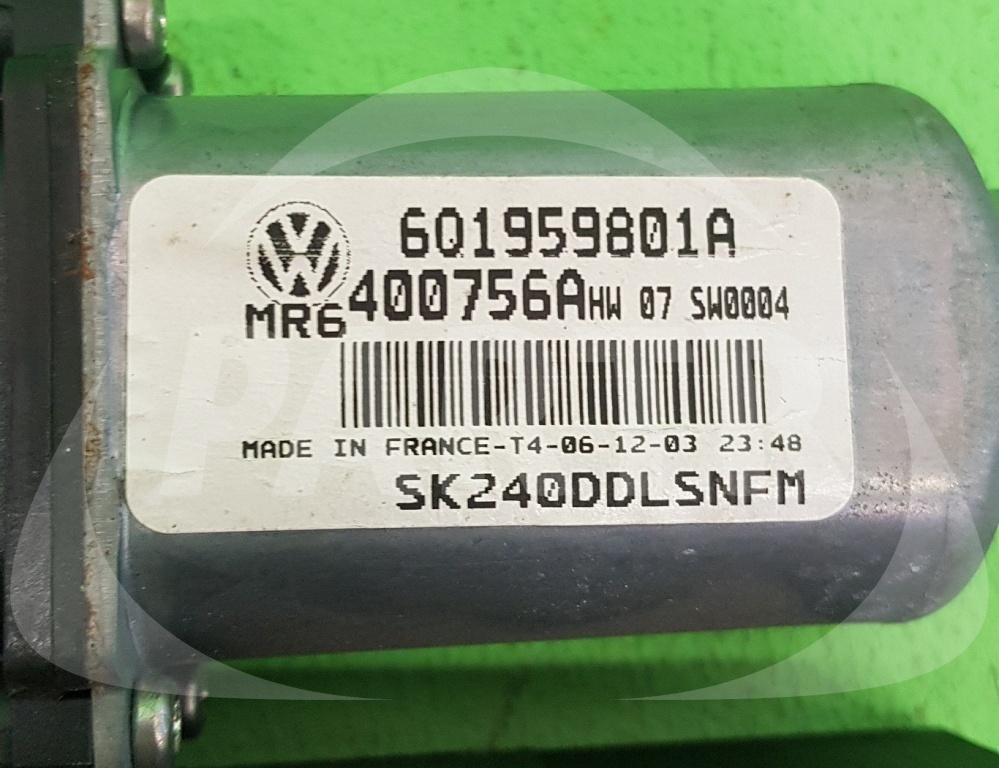 6Q1959801A
400756A HW 07 SW0004
MR6
MADE IN FRANCE-T4-06-12-03 23:48
SK240DDLSNFM